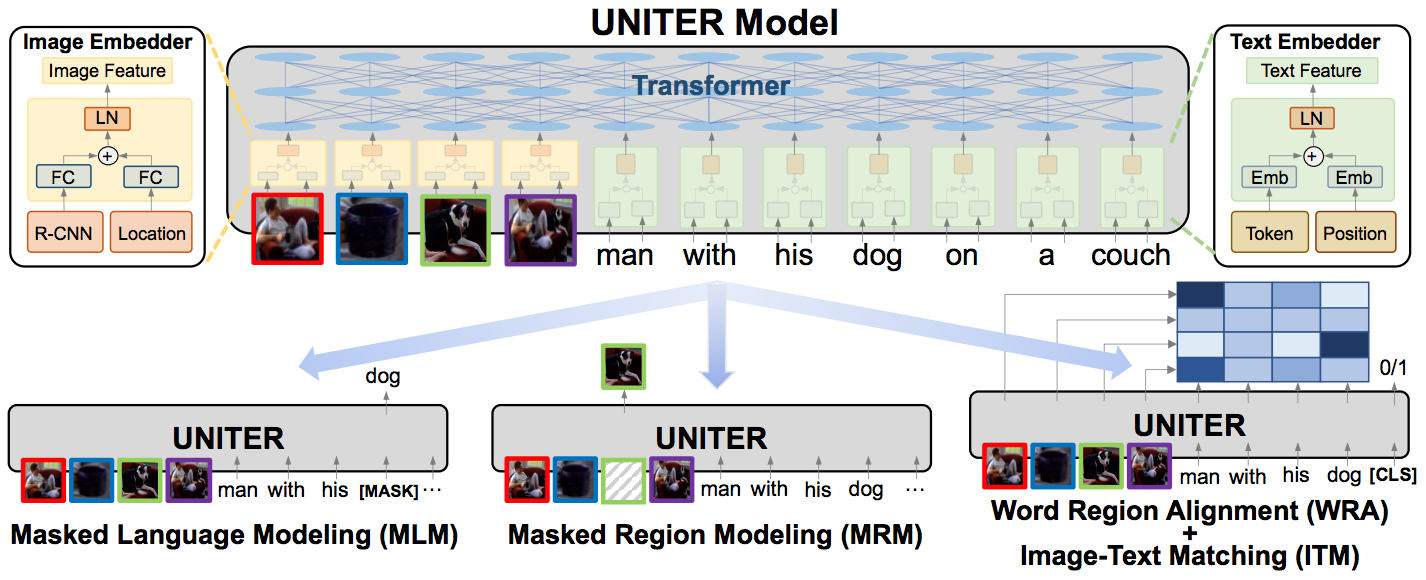 UNITER Model
Image Embedder
Image Feature
LN
+
FC
FC
R-CNN
Location
Transformer
man with his dog on a couch
Text Embedder
Text Feature
LN
+
Emb
Emb
Token
Position
dog
UNITER
man with his [MASK] ...
Masked Language Modeling (MLM)
UNITER
man with his dog ...
Masked Region Modeling (MRM)
0/1
UNITER
man with his dog [CLS]
Word Region Alignment (WRA)
+
Image-Text Matching (ITM)